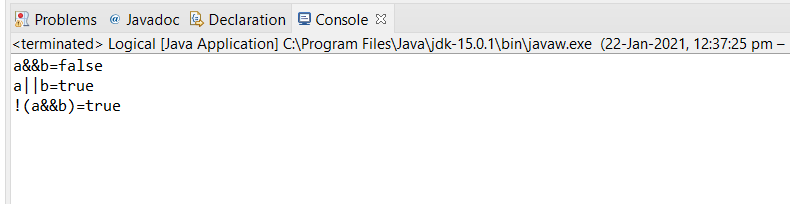 Problems @ Javadoc Declaration Console
<terminated> Logical [Java Application] C:\Program Files\Java\jdk-15.0.1\bin\javaw.exe (22-Jan-2021, 12:37:25 pm –
a&&b=false
a||b=true
!(a&&b)=true